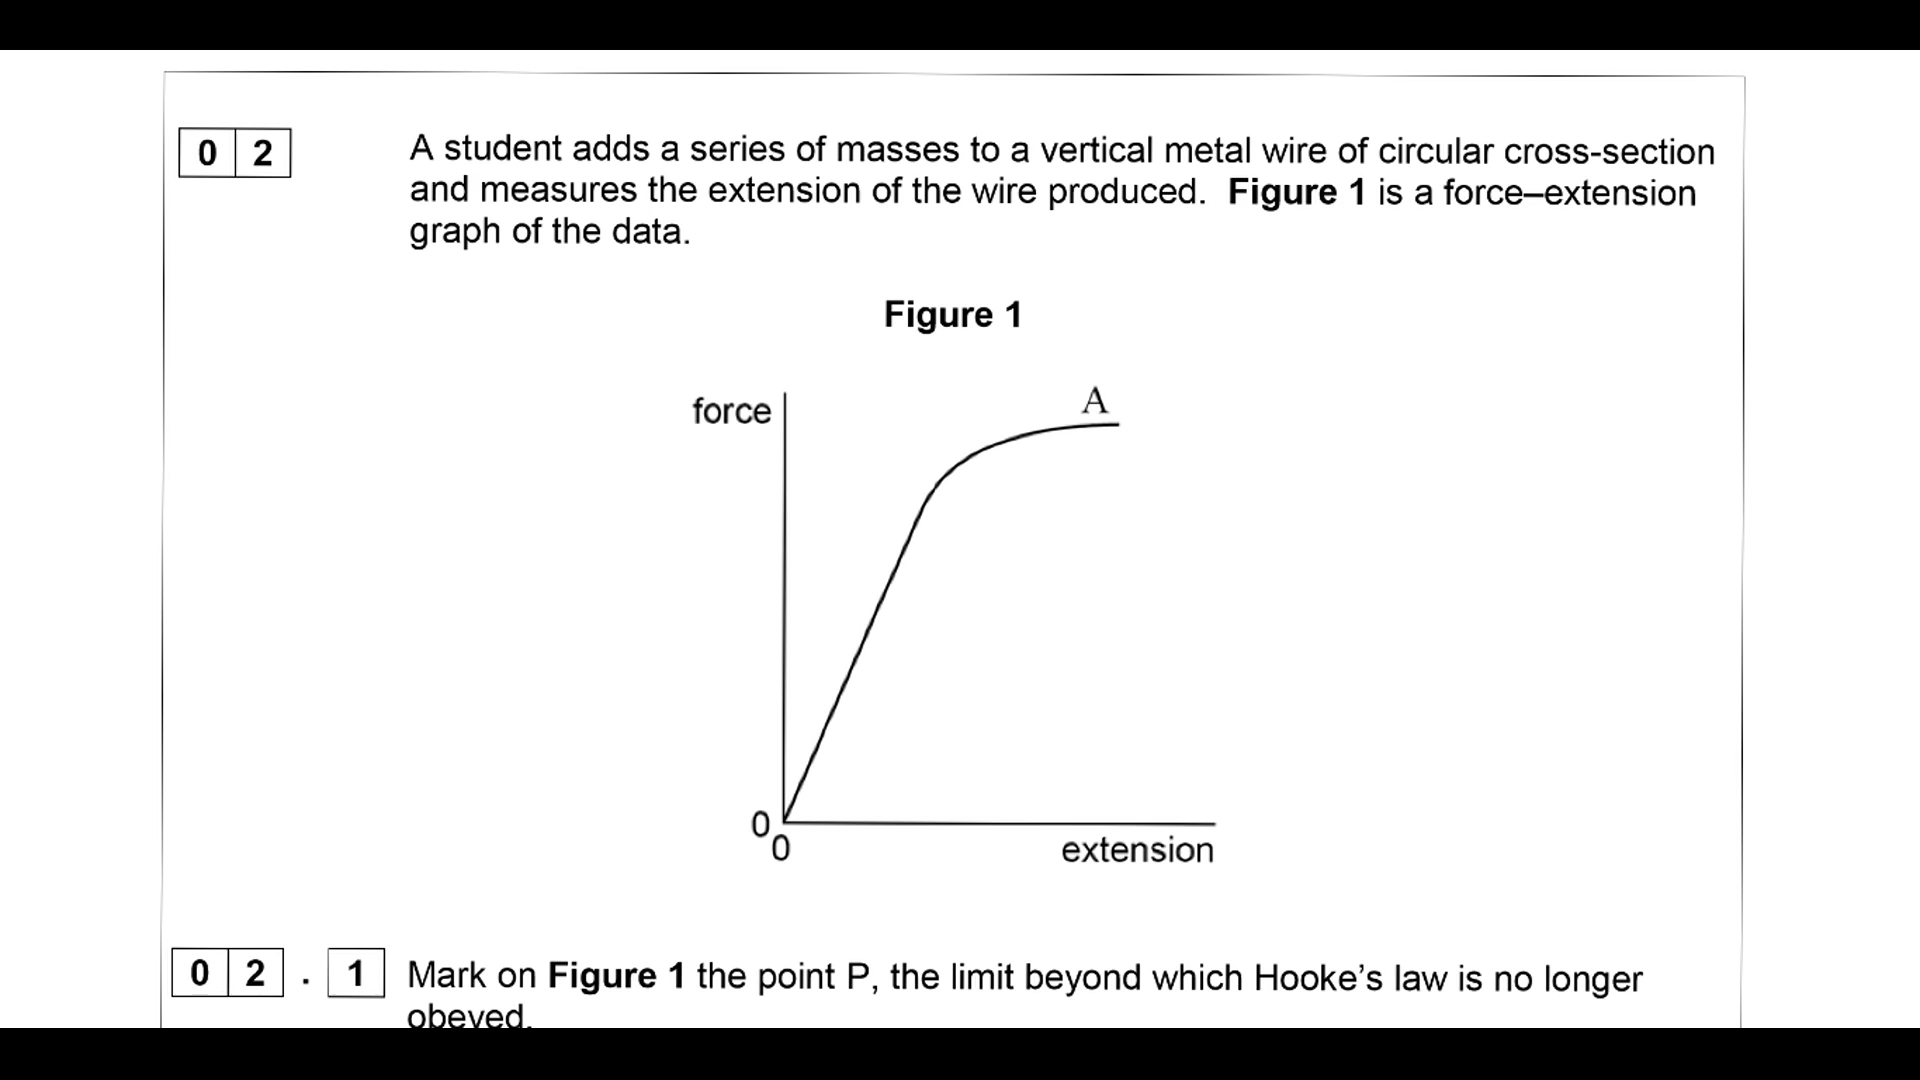 0 2
A student adds a series of masses to a vertical metal wire of circular cross-section
and measures the extension of the wire produced. Figure 1 is a force–extension
graph of the data.
Figure 1
force
A
0
0
extension
0 2 . 1
Mark on Figure 1 the point P, the limit beyond which Hooke’s law is no longer
obeyed.